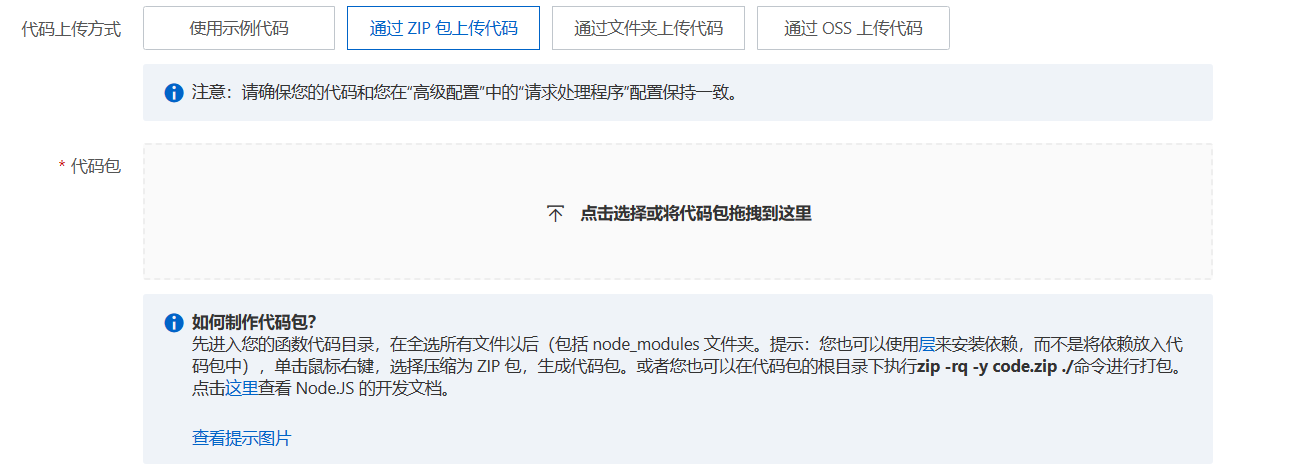 代码上传方式 使用示例代码 通过 ZIP 包上传代码 通过文件夹上传代码 通过 OSS 上传代码
注意：请确保您的代码和您在“高级配置”中的“请求处理程序”配置保持一致。
* 代码包
点击选择或将代码包拖拽到这里
如何制作代码包？
先进入您的函数代码目录，在全选所有文件以后（包括 node_modules 文件夹。提示：您也可以使用层来安装依赖，而不是将依赖放入代
码包中），单击鼠标右键，选择压缩为 ZIP 包，生成代码包。或者您也可以在代码包的根目录下执行zip -rq -y code.zip ./命令进行打包。
点击这里查看 Node.JS 的开发文档。
查看提示图片